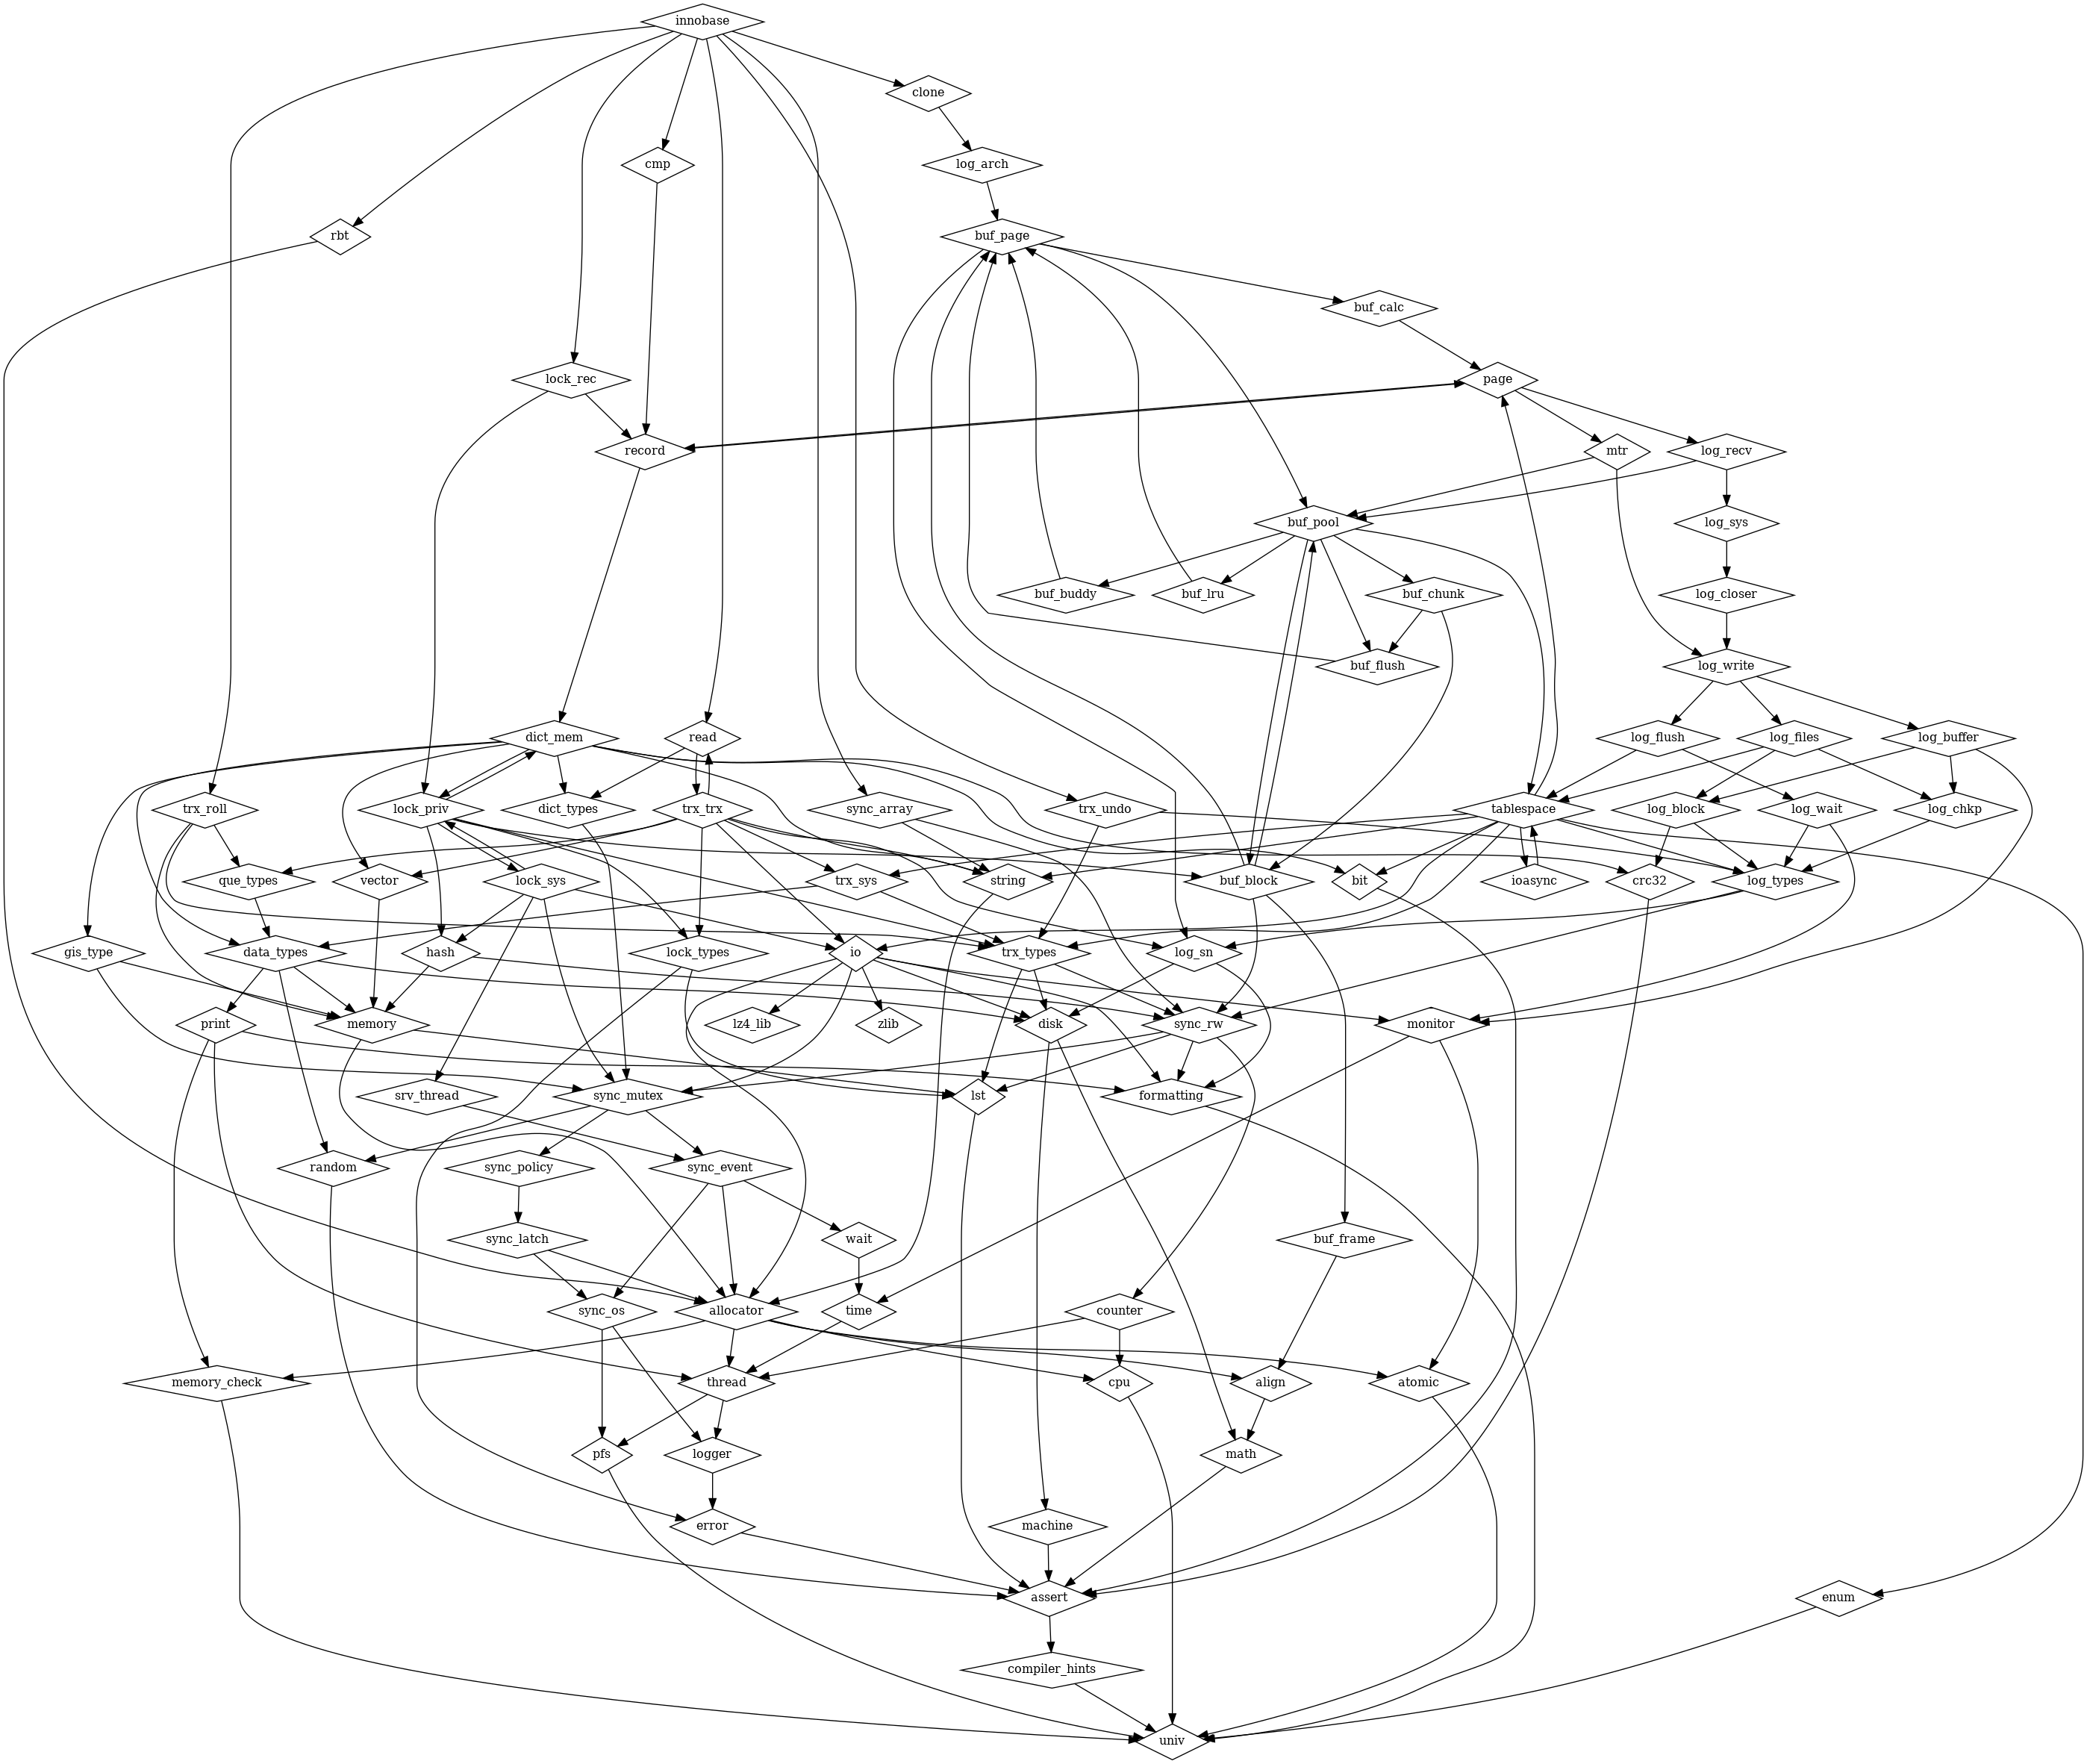 innobase
clone
cmp
log_arch
rbt
buf_page
buf_calc
lock_rec
page
record
mtr
log_recv
buf_pool
log_sys
buf_buddy
buf_lru
buf_chunk
log_closer
buf_flush
log_write
dict_mem
read
log_flush
log_files
log_buffer
trx_roll
lock_priv
dict_types
trx_trx
sync_array
trx_undo
tablespace
log_block
log_wait
log_chkp
que_types
vector
lock_sys
trx_sys
string
buf_block
bit
ioasync
crc32
log_types
gis_type
data_types
hash
lock_types
io
trx_types
log_sn
print
memory
lz4_lib
zlib
disk
sync_rw
monitor
srv_thread
sync_mutex
lst
formatting
random
sync_policy
sync_event
sync_latch
wait
buf_frame
sync_os
allocator
time
counter
memory_check
thread
cpu
align
atomic
pfs
logger
math
error
machine
assert
enum
compiler_hints
univ